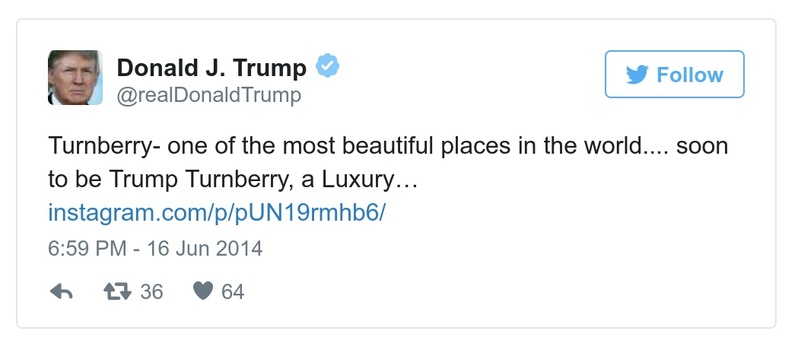 Donald J. Trump
@realDonaldTrump
Follow
Turnberry- one of the most beautiful places in the world.... soon
to be Trump Turnberry, a Luxury…
instagram.com/p/pUN19rmhb6/
6:59 PM - 16 Jun 2014
36 64